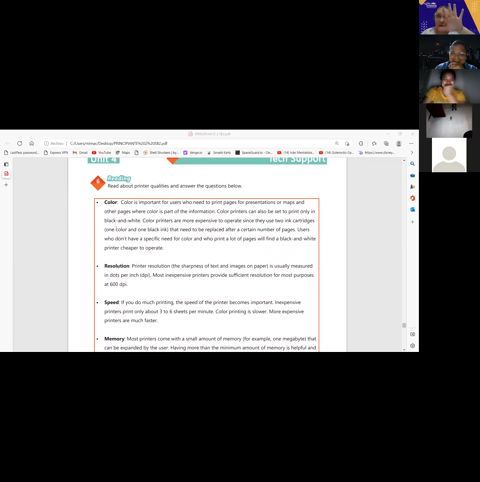 C:/Users/
Gmail
YouTube
Maps
Unit 4
Tech Support
Reading
Read about printer qualities and answer the questions below.
• Color: Color is important for users who need to print pages for presentations or maps and
other pages where color is part of the information. Color printers can also be set to print only in
black-and-white. Color printers are more expensive to operate since they use two ink cartridges
(one color and one black ink) that need to be replaced after a certain number of pages. Users
who don't have a specific need for color and who print a lot of pages will find a black-and-white
printer cheaper to operate.
• Resolution: Printer resolution (the sharpness of text and images on paper) is usually measured
in dots per inch (dpi). Most inexpensive printers provide sufficient resolution for most purposes
at 600 dpi.
• Speed: If you do much printing, the speed of the printer becomes important. Inexpensive
printers print only about 3 to 6 sheets per minute. Color printing is slower. More expensive
printers are much faster.
• Memory: Most printers come with a small amount of memory (for example, one megabyte) that
can be expanded by the user. Having more than the minimum amount of memory is helpful and